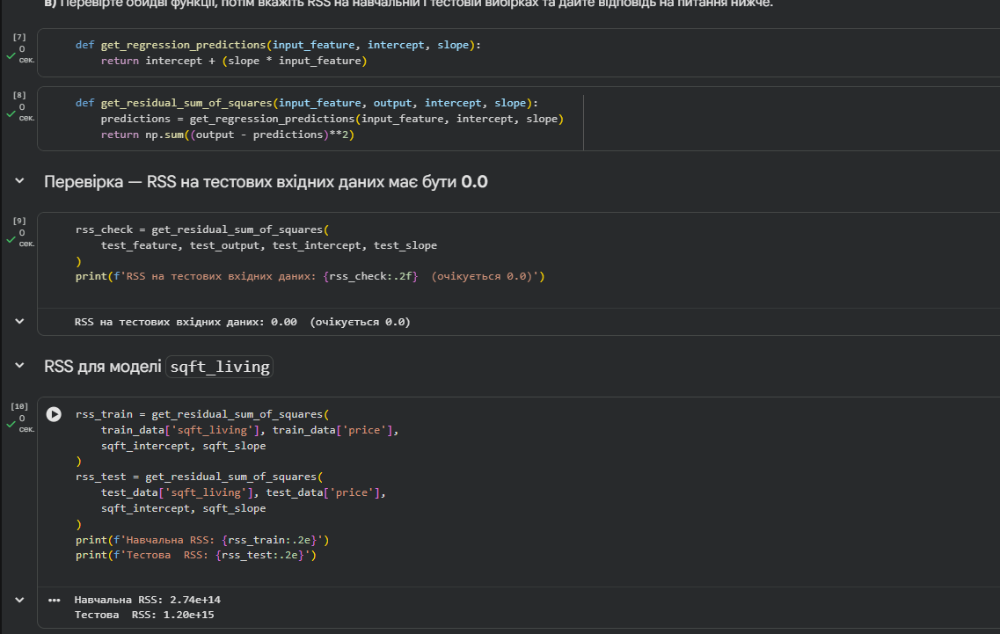 в) Перевірте обидві функції, потім вкажіть RSS на навчальній і тестовій вибірках та дайте відповідь на питання нижче.
[7]
0
сек.
def get_regression_predictions(input_feature, intercept, slope):
return intercept + (slope * input_feature)
[8]
0
сек.
def get_residual_sum_of_squares(input_feature, output, intercept, slope):
predictions = get_regression_predictions(input_feature, intercept, slope)
return np.sum((output - predictions)**2)
Перевірка — RSS на тестових вхідних даних має бути 0.0
[9]
0
сек.
rss_check = get_residual_sum_of_squares(
test_feature, test_output, test_intercept, test_slope
)
print(f'RSS на тестових вхідних даних: {rss_check:.2f}  (очікується 0.0)')
RSS на тестових вхідних даних: 0.00  (очікується 0.0)
RSS для моделі sqft_living
[10]
0
сек.
rss_train = get_residual_sum_of_squares(
train_data['sqft_living'], train_data['price'],
sqft_intercept, sqft_slope
)
rss_test = get_residual_sum_of_squares(
test_data['sqft_living'], test_data['price'],
sqft_intercept, sqft_slope
)
print(f'Навчальна RSS: {rss_train:.2e}')
print(f'Тестова  RSS: {rss_test:.2e}')
Навчальна RSS: 2.74e+14
Тестова  RSS: 1.20e+15